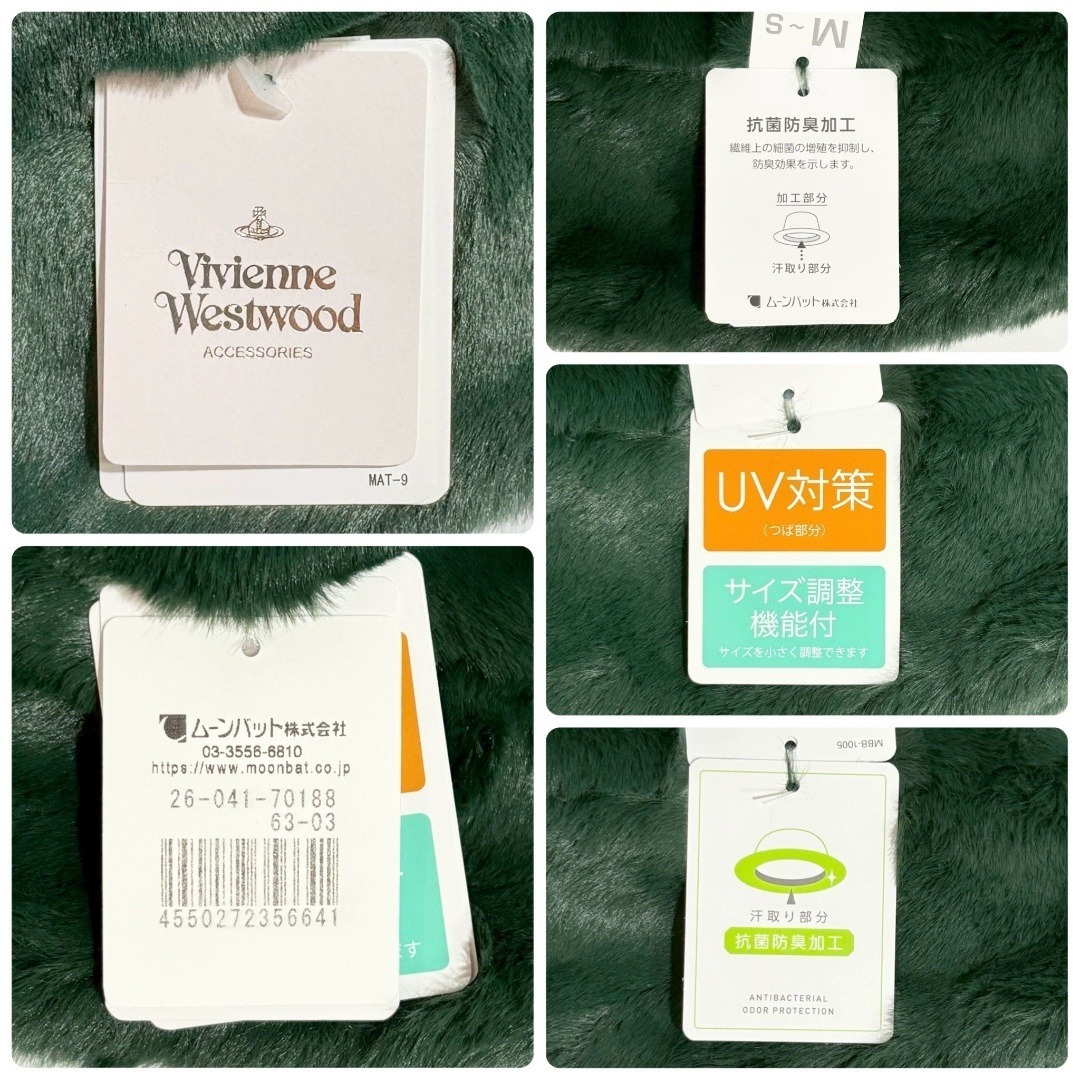 Vivienne
Westwood
ACCESSORIES
MAT-9
ムーンバット株式会社
03-3556-6810
https://www.moonbat.co.jp
26-041-70188
63-03
4550272356641
ます
M~S
抗菌防臭加工
繊維上の細菌の増殖を抑制し、
防臭効果を示します。
加工部分
汗取り部分
ムーンバット株式会社
UV対策
(つば部分)
サイズ調整
機能付
サイズを小さく調整できます
MBB-1005
汗取り部分
抗菌防臭加工
ANTIBACTERIAL
ODOR PROTECTION